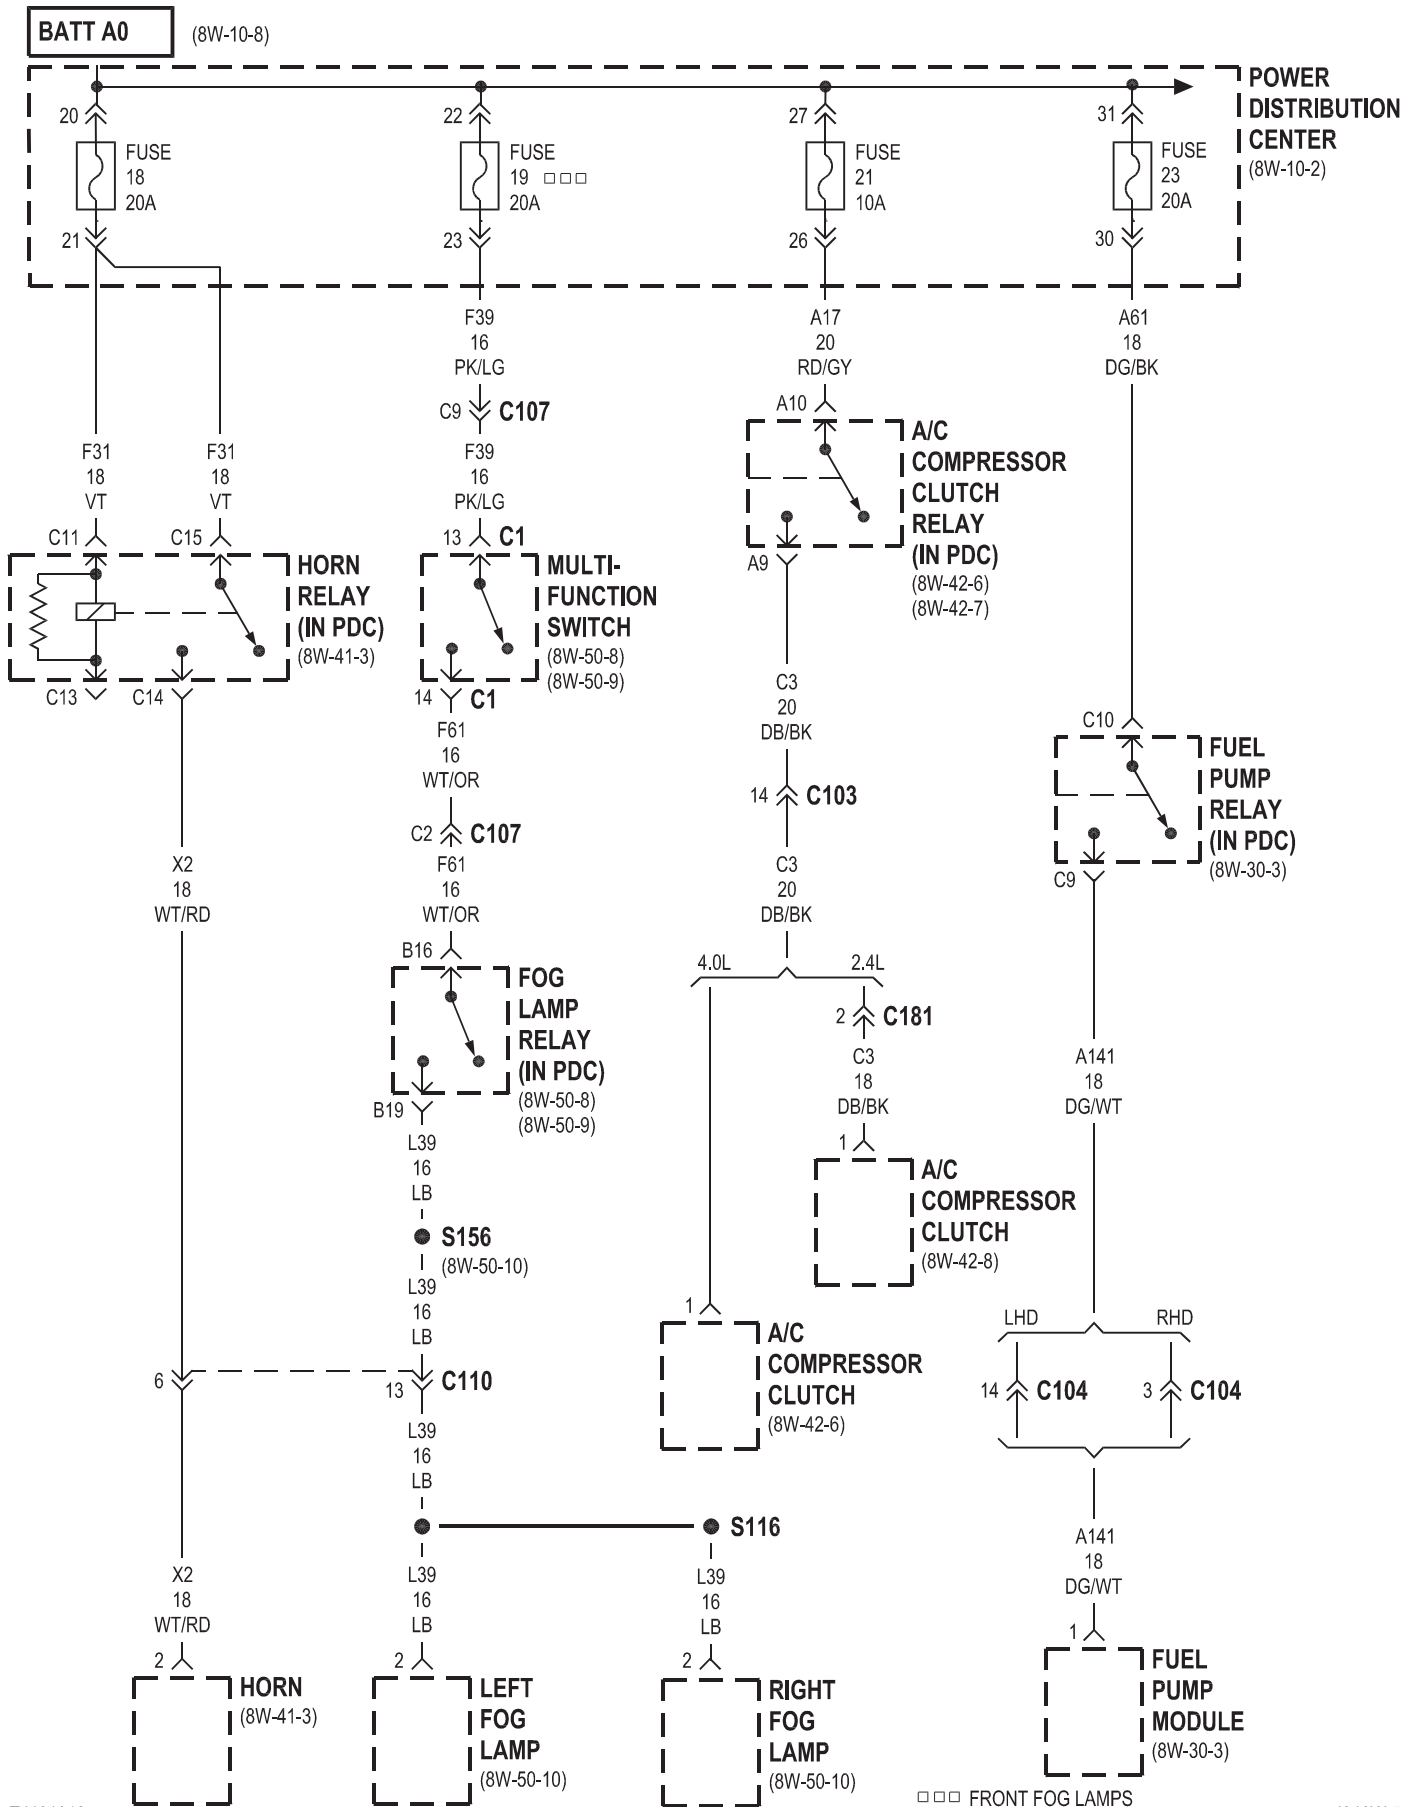 BATT A0
(8W-10-8)
POWER
DISTRIBUTION
CENTER
(8W-10-2)
20
22
27
31
FUSE
18
20A
FUSE
19 □□□
20A
FUSE
21
10A
FUSE
23
20A
21
23
26
30
F39
16
PK/LG
A17
20
RD/GY
A61
18
DG/BK
C9
C107
A10
F31
18
VT
F31
18
VT
F39
16
PK/LG
A/C
COMPRESSOR
CLUTCH
RELAY
(IN PDC)
(8W-42-6)
(8W-42-7)
C11
C15
13
C1
A9
HORN
RELAY
(IN PDC)
(8W-41-3)
MULTI-
FUNCTION
SWITCH
(8W-50-8)
(8W-50-9)
C13
C14
14
C1
C3
20
DB/BK
C10
F61
16
WT/OR
FUEL
PUMP
RELAY
(IN PDC)
(8W-30-3)
14
C103
C2
C107
C9
X2
18
WT/RD
F61
16
WT/OR
C3
20
DB/BK
B16
4.0L
2.4L
FOG
LAMP
RELAY
(IN PDC)
(8W-50-8)
(8W-50-9)
2
C181
C3
18
DB/BK
A141
18
DG/WT
B19
1
L39
16
LB
A/C
COMPRESSOR
CLUTCH
(8W-42-8)
S156
(8W-50-10)
L39
16
LB
1
LHD
RHD
A/C
COMPRESSOR
CLUTCH
(8W-42-6)
6
13
C110
14
C104
3
C104
L39
16
LB
S116
A141
18
DG/WT
X2
18
WT/RD
L39
16
LB
L39
16
LB
1
2
2
2
HORN
(8W-41-3)
LEFT
FOG
LAMP
(8W-50-10)
RIGHT
FOG
LAMP
(8W-50-10)
FUEL
PUMP
MODULE
(8W-30-3)
□□□ FRONT FOG LAMPS